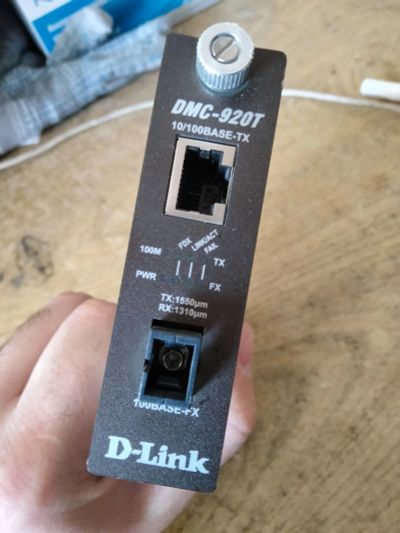 DMC-920T
10/100BASE-TX
FDX
LINK/ACT
FAIL
100M
TX
PWR
FX
TX:1550µm
RX:1310µm
100BASE-FX
D-Link